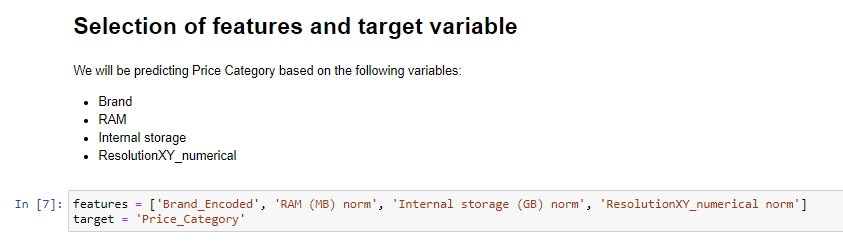 Selection of features and target variable
We will be predicting Price Category based on the following variables:
• Brand
• RAM
• Internal storage
• ResolutionXY_numerical
In [7]: features = ['Brand_Encoded', 'RAM (MB) norm', 'Internal storage (GB) norm', 'ResolutionXY_numerical norm']
target = 'Price_Category'